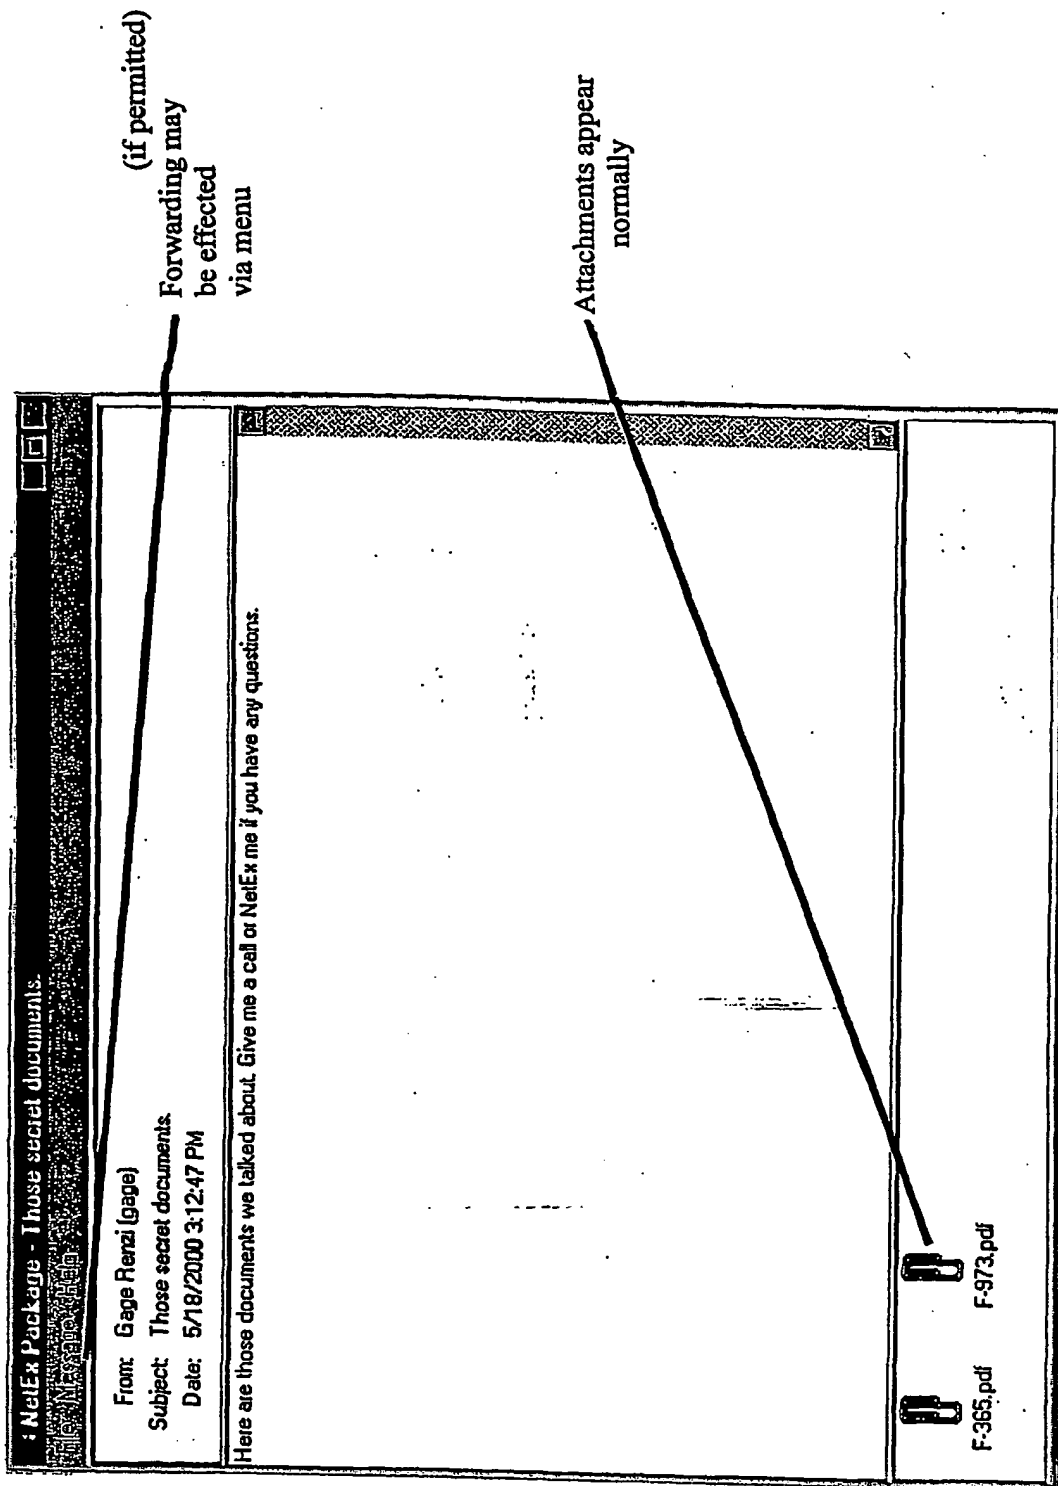 NetEx Package - Those secret documents.
File Message Help
From: Gage Renzi (gage)
Subject: Those secret documents.
Date: 5/18/2000 3:12:47 PM
Here are those documents we talked about. Give me a call or NetEx me if you have any questions.
F-365.pdf
F-973.pdf
(if permitted)
Forwarding may
be effected
via menu
Attachments appear
normally